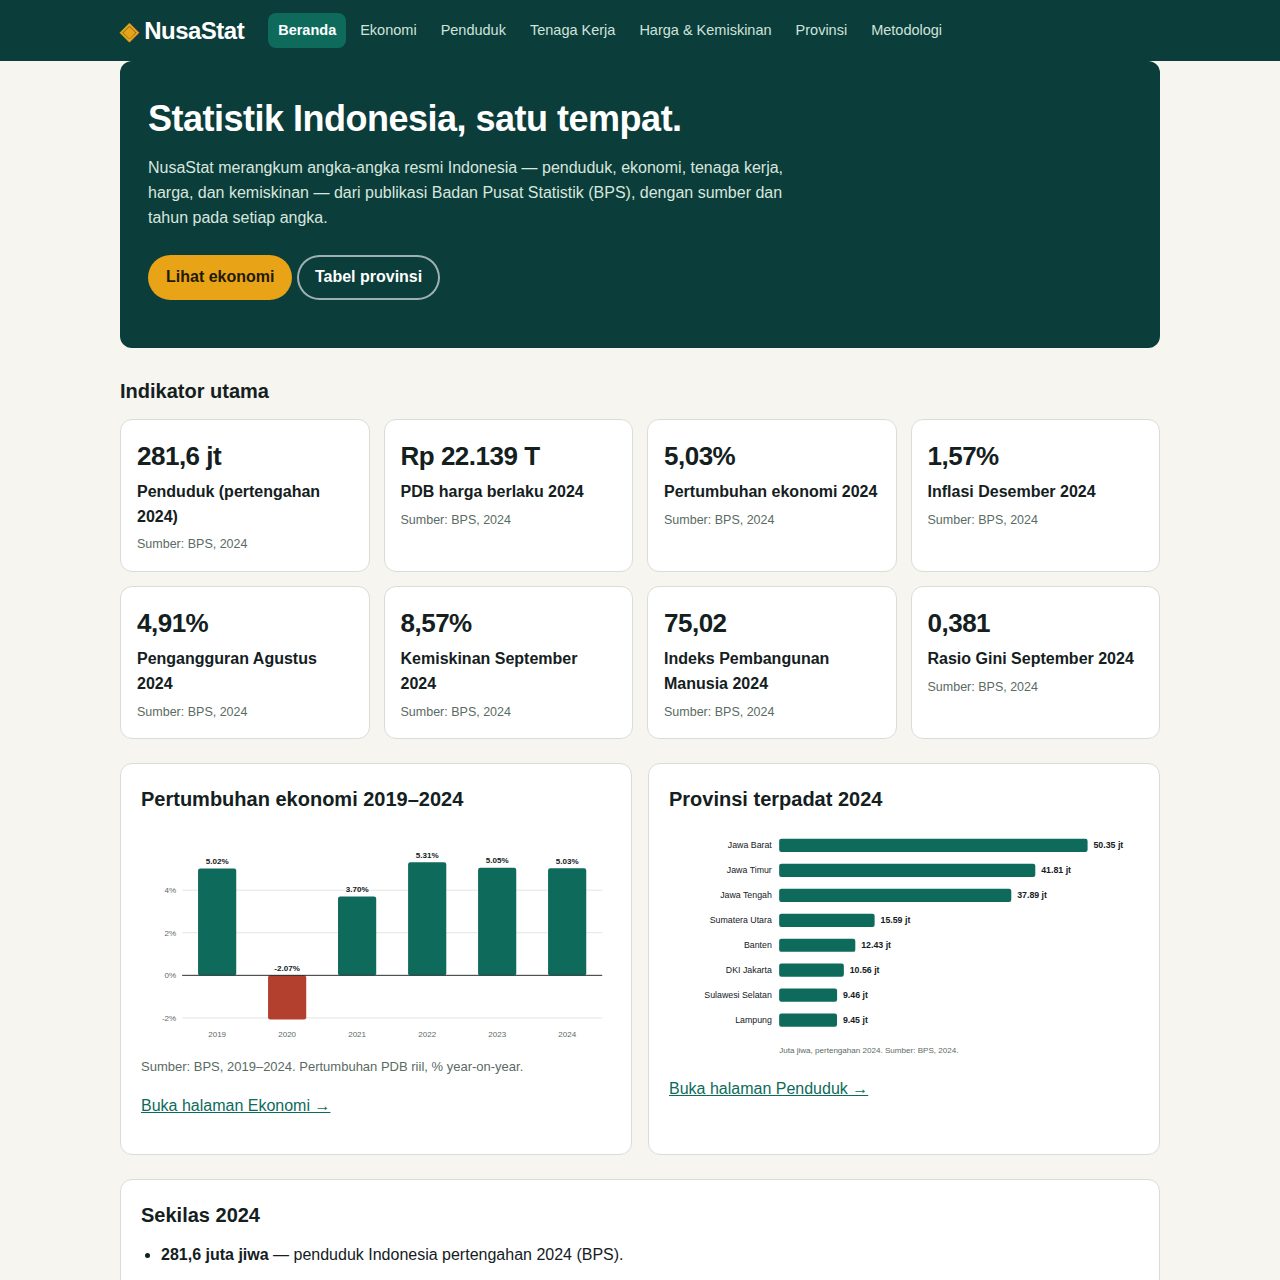 ◈ NusaStat
Beranda
Ekonomi
Penduduk
Tenaga Kerja
Harga & Kemiskinan
Provinsi
Metodologi
Statistik Indonesia, satu tempat.
NusaStat merangkum angka-angka resmi Indonesia — penduduk, ekonomi, tenaga kerja,
harga, dan kemiskinan — dari publikasi Badan Pusat Statistik (BPS), dengan sumber dan
tahun pada setiap angka.
Lihat ekonomi
Tabel provinsi
Indikator utama
281,6 jt
Penduduk (pertengahan
2024)
Sumber: BPS, 2024
Rp 22.139 T
PDB harga berlaku 2024
Sumber: BPS, 2024
5,03%
Pertumbuhan ekonomi 2024
Sumber: BPS, 2024
1,57%
Inflasi Desember 2024
Sumber: BPS, 2024
4,91%
Pengangguran Agustus
2024
Sumber: BPS, 2024
8,57%
Kemiskinan September
2024
Sumber: BPS, 2024
75,02
Indeks Pembangunan
Manusia 2024
Sumber: BPS, 2024
0,381
Rasio Gini September 2024
Sumber: BPS, 2024
Pertumbuhan ekonomi 2019–2024
4%
2%
0%
-2%
5.02%
-2.07%
3.70%
5.31%
5.05%
5.03%
2019
2020
2021
2022
2023
2024
Sumber: BPS, 2019–2024. Pertumbuhan PDB riil, % year-on-year.
Buka halaman Ekonomi →
Provinsi terpadat 2024
Jawa Barat 50.35 jt
Jawa Timur 41.81 jt
Jawa Tengah 37.89 jt
Sumatera Utara 15.59 jt
Banten 12.43 jt
DKI Jakarta 10.56 jt
Sulawesi Selatan 9.46 jt
Lampung 9.45 jt
Juta jiwa, pertengahan 2024. Sumber: BPS, 2024.
Buka halaman Penduduk →
Sekilas 2024
• 281,6 juta jiwa — penduduk Indonesia pertengahan 2024 (BPS).